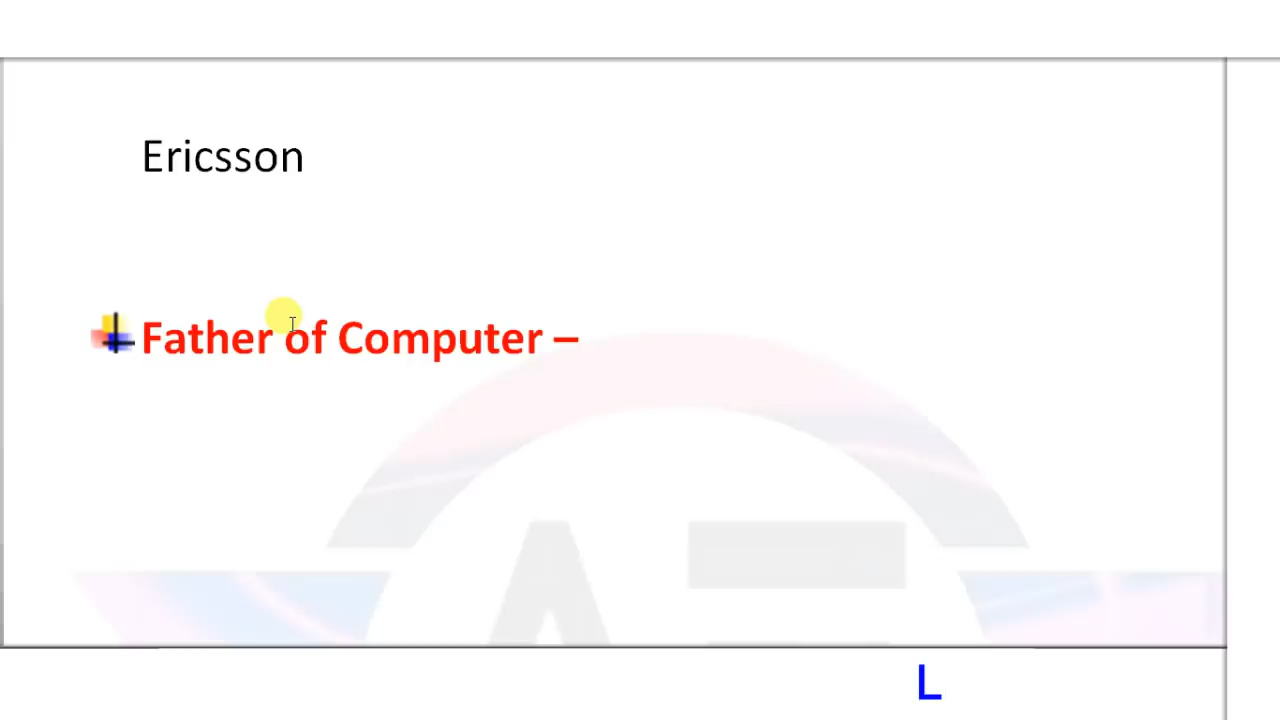 Ericsson
Father of Computer –
L